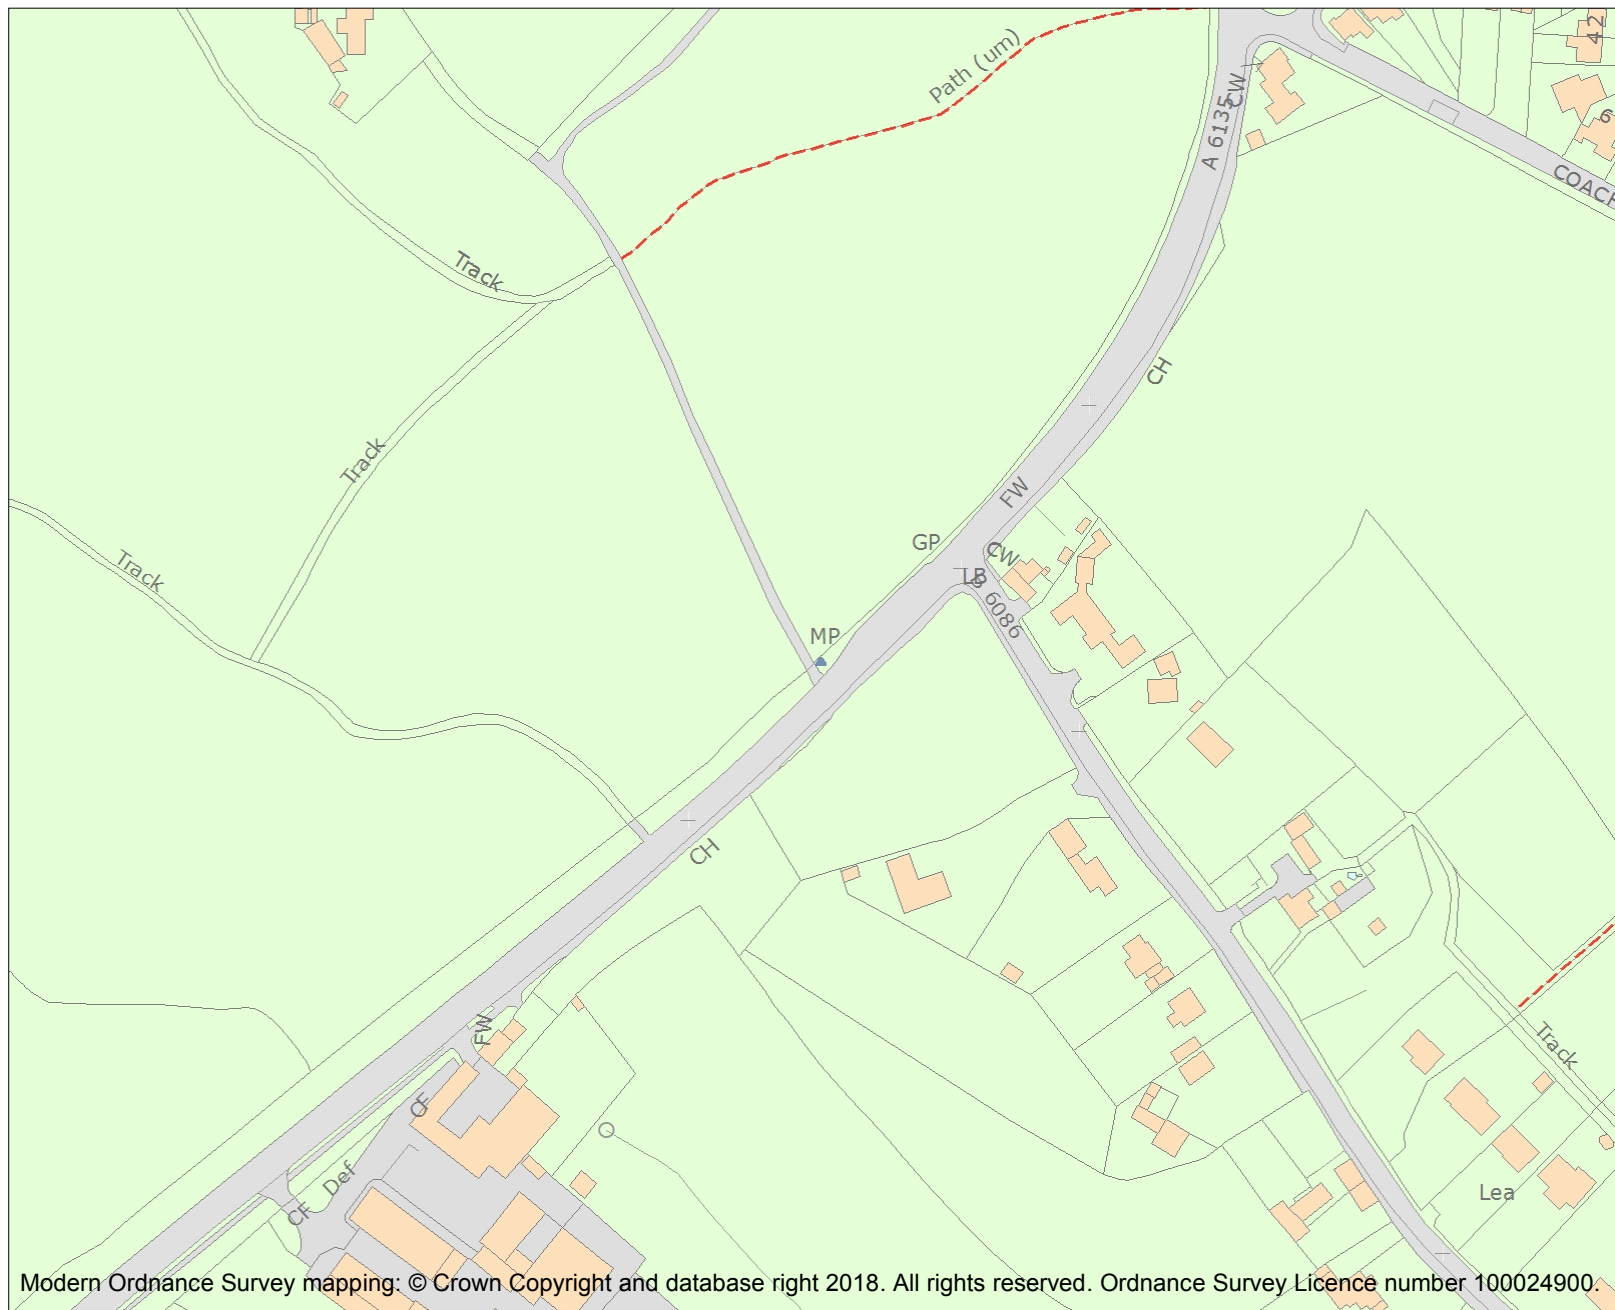 42
Path (um)
CW
A 6135
6
COACH
Track
CH
Track
FW
GP
CW
LB
B 6086
Track
MP
CH
FW
Track
CF
Def
CF
Lea
Modern Ordnance Survey mapping: © Crown Copyright and database right 2018. All rights reserved. Ordnance Survey Licence number 100024900.